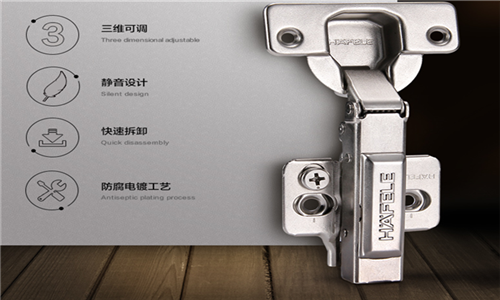 3
三维可调
Three dimensional adjustable
静音设计
Silent design
快速拆卸
Quick disassembly
防腐电镀工艺
Antiseptic plating process
HAFELE
HAFELE